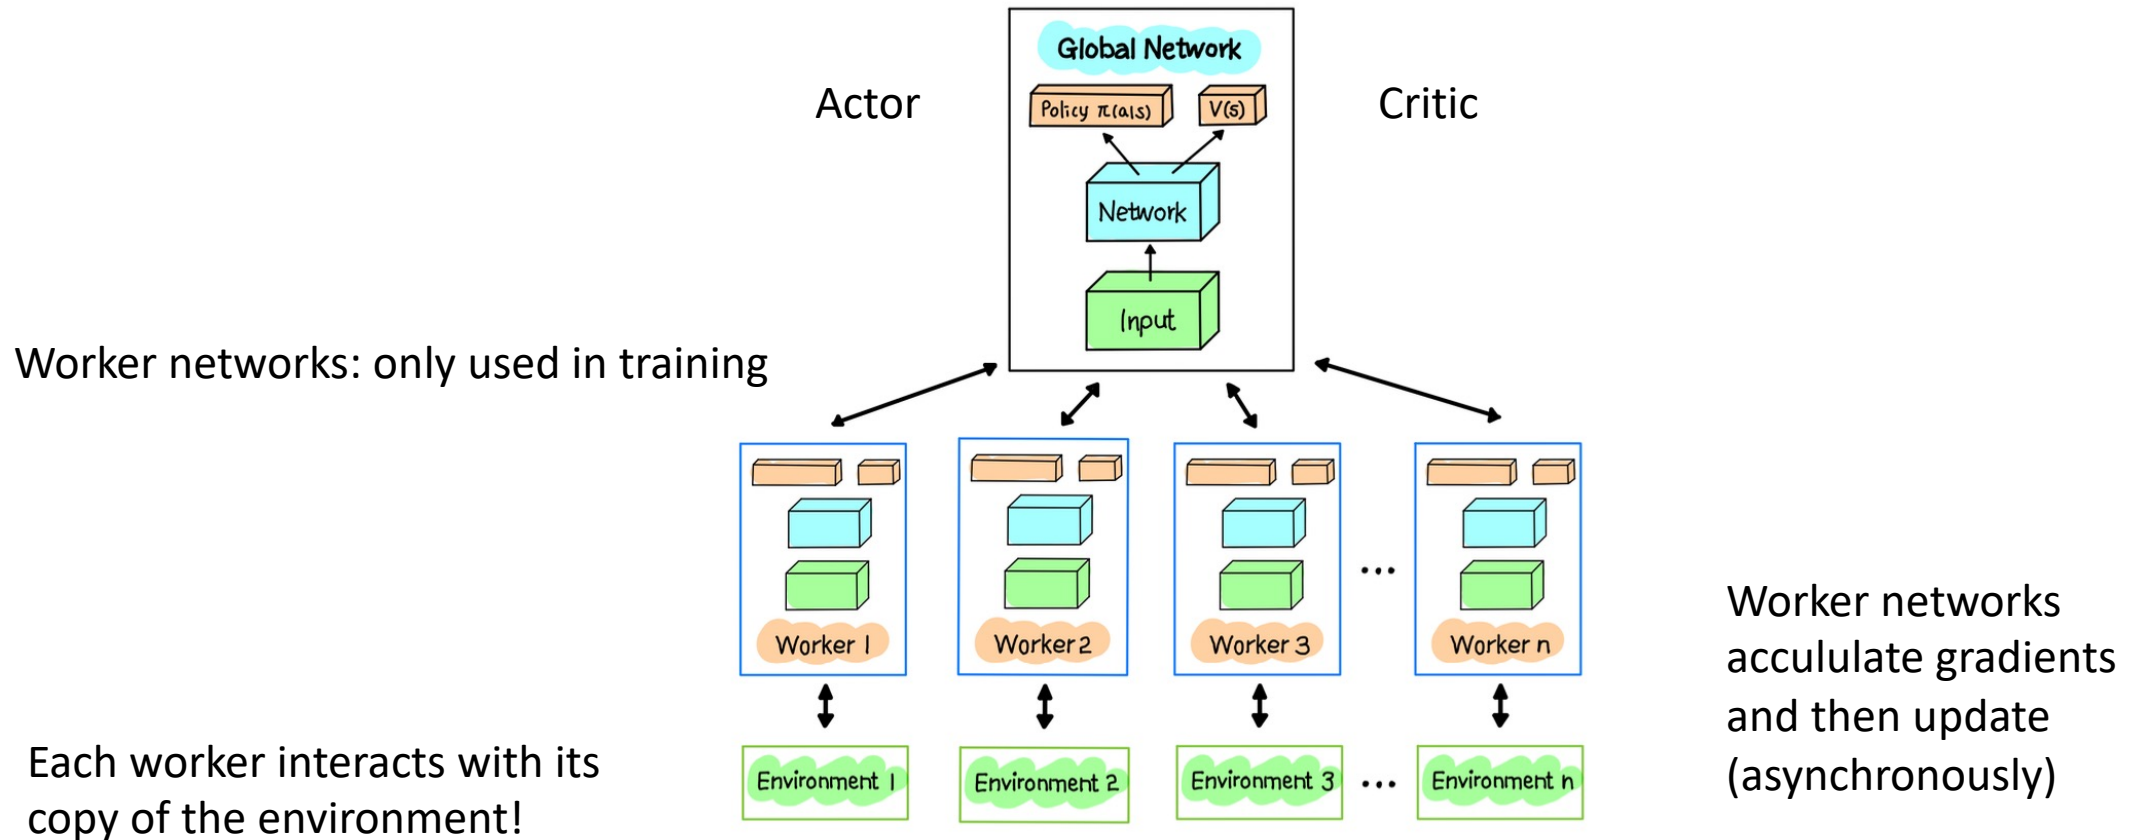 Global Network
Actor
Policy π(a|s)
V(s)
Critic
Network
Input
Worker networks: only used in training
Worker 1
Worker 2
Worker 3
...
Worker n
Worker networks
accululate gradients
and then update
(asynchronously)
Each worker interacts with its
copy of the environment!
Environment 1
Environment 2
Environment 3
...
Environment n